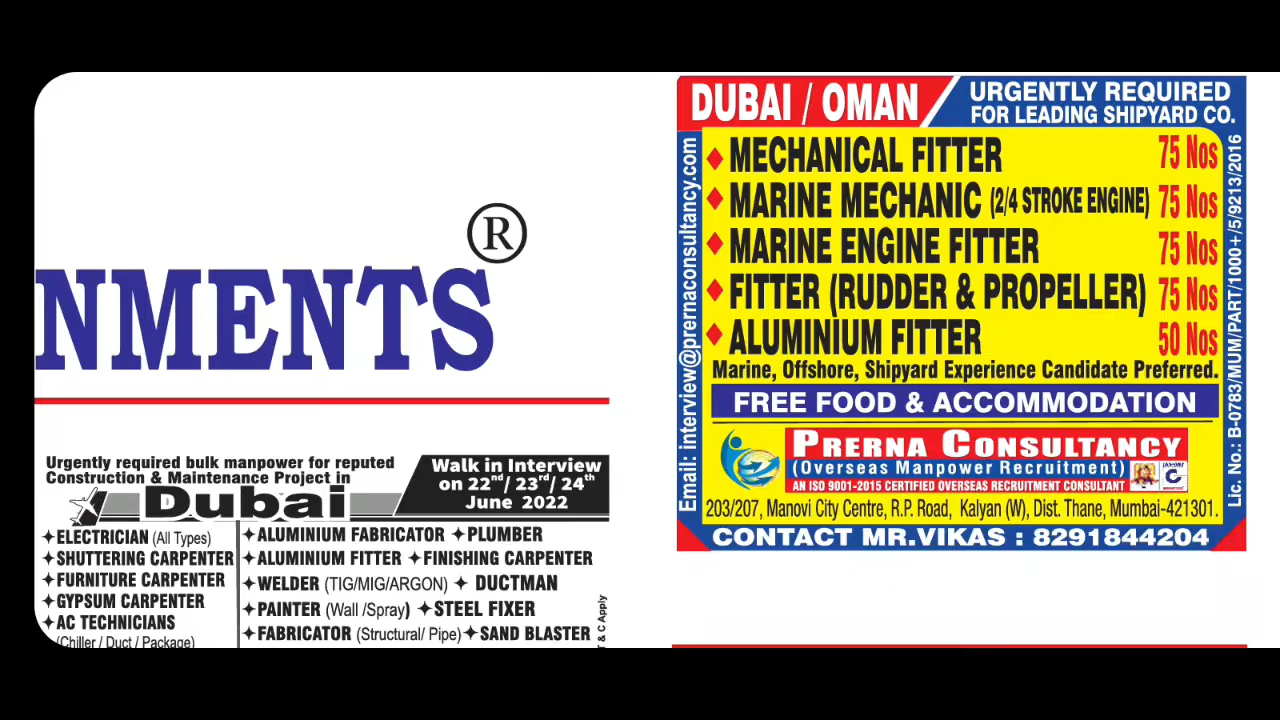 NMENTS®
Urgently required bulk manpower for reputed
Construction & Maintenance Project in
Dubai
Walk in Interview
on 22nd/ 23rd/ 24th
June 2022
✦ELECTRICIAN (All Types)
✦SHUTTERING CARPENTER
✦FURNITURE CARPENTER
✦GYPSUM CARPENTER
✦AC TECHNICIANS
(Chiller / Duct / Package)
✦ALUMINIUM FABRICATOR ✦PLUMBER
✦ALUMINIUM FITTER ✦FINISHING CARPENTER
✦WELDER (TIG/MIG/ARGON) ✦ DUCTMAN
✦PAINTER (Wall /Spray) ✦STEEL FIXER
✦FABRICATOR (Structural/ Pipe)✦SAND BLASTER
T & C Apply
DUBAI / OMAN
URGENTLY REQUIRED
FOR LEADING SHIPYARD CO.
♦ MECHANICAL FITTER 75 Nos
♦ MARINE MECHANIC (2/4 STROKE ENGINE) 75 Nos
♦ MARINE ENGINE FITTER 75 Nos
♦ FITTER (RUDDER & PROPELLER) 75 Nos
♦ ALUMINIUM FITTER 50 Nos
Marine, Offshore, Shipyard Experience Candidate Preferred.
FREE FOOD & ACCOMMODATION
PRERNA CONSULTANCY
(Overseas Manpower Recruitment)
AN ISO 9001-2015 CERTIFIED OVERSEAS RECRUITMENT CONSULTANT
203/207, Manovi City Centre, R.P. Road, Kalyan (W), Dist. Thane, Mumbai-421301.
CONTACT MR.VIKAS : 8291844204
Email: interview@prernaconsultancy.com
Lic. No.: B-0783/MUM/PART/1000+/5/9213/2016